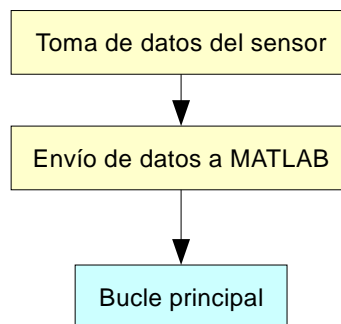 Toma de datos del sensor
Envío de datos a MATLAB
Bucle principal